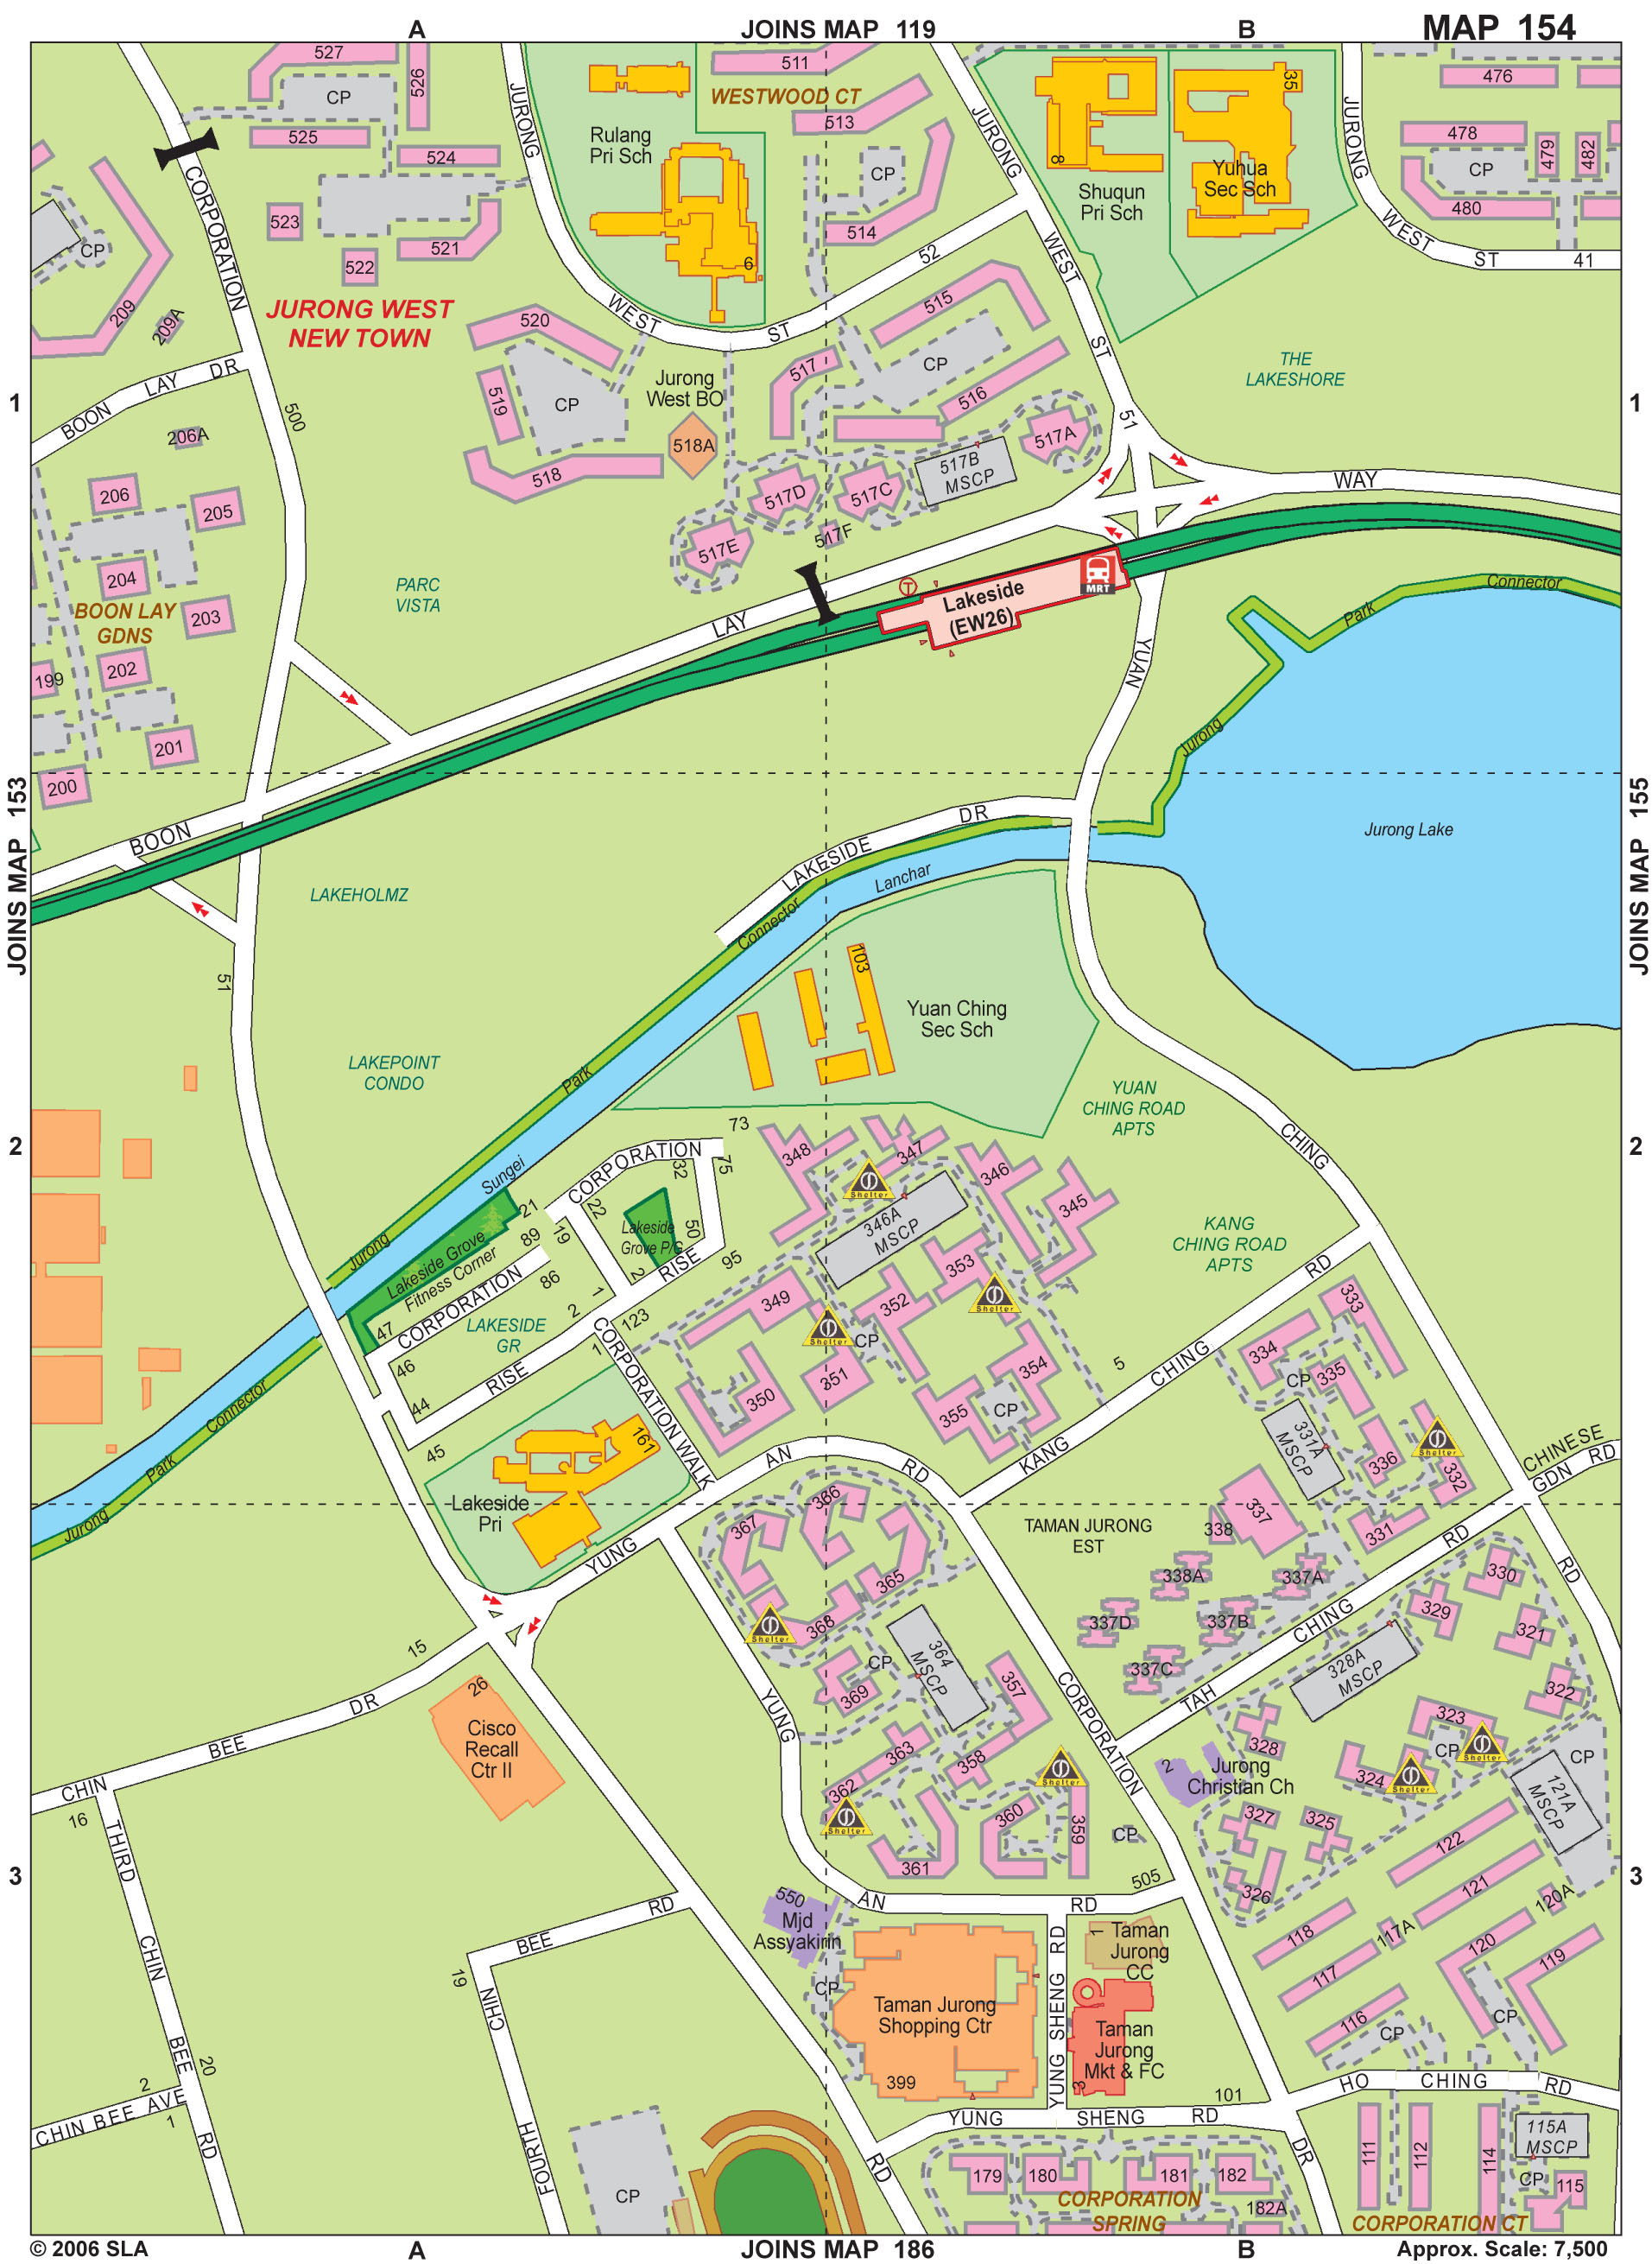 A
JOINS MAP 119
B
MAP 154
527
526
CP
525
524
523
521
522
511
WESTWOOD CT
513
CP
514
Rulang
Pri Sch
6
JURONG
WEST
ST
52
JURONG
WEST
ST
51
8
Shuqun
Pri Sch
35
Yuhua
Sec Sch
JURONG
WEST
ST
41
476
478
CP
479
482
480
CORPORATION
CP
209
209A
JURONG WEST
NEW TOWN
520
519
CP
518
Jurong
West BO
518A
515
517
CP
516
517A
517B
MSCP
517C
517D
517E
517F
THE
LAKESHORE
1
1
BOON
LAY
DR
500
206A
206
205
204
BOON LAY
GDNS
203
202
199
201
200
PARC
VISTA
WAY
LAY
BOON
Lakeside
(EW26)
MRT
T
YUAN
Connector
Park
Jurong
Jurong Lake
JOINS MAP 153
JOINS MAP 155
LAKESIDE
DR
Lanchar
Connector
LAKEHOLMZ
51
103
Yuan Ching
Sec Sch
LAKEPOINT
CONDO
Park
YUAN
CHING ROAD
APTS
2
2
CHING
Sungei
Jurong
73
CORPORATION
32
75
22
21
89
19
Lakeside
Grove P/G
50
2
RISE
95
Lakeside Grove
Fitness Corner
47
CORPORATION
86
46
LAKESIDE
GR
2
1
123
44
RISE
1
45
CORPORATION WALK
348
347
346
345
Shelter
346A
MSCP
353
349
352
Shelter
Shelter
CP
351
350
354
355
CP
KANG
CHING ROAD
APTS
RD
CHING
5
KANG
333
334
CP
335
331A
MSCP
336
Shelter
332
331
CHINESE
GDN RD
Connector
Park
Jurong
161
Lakeside
Pri
AN
RD
YUNG
TAMAN JURONG
EST
337
338
338A
337A
337D
337B
337C
366
367
365
368
Shelter
RD
CHING
TAH
RD
330
329
321
328A
MSCP
322
323
CP
Shelter
324
Shelter
CP
121A
MSCP
15
DR
BEE
CHIN
16
26
Cisco
Recall
Ctr II
YUNG
CP
364
MSCP
369
357
363
358
362
Shelter
Shelter
360
359
361
CP
CORPORATION
328
2
Jurong
Christian Ch
327
325
326
122
121
120A
118
117A
117
120
119
116
CP
CP
3
3
THIRD
CHIN
BEE
RD
20
2
CHIN BEE AVE
1
RD
BEE
19
CHIN
FOURTH
CP
550
Mjd
Assyakirin
CP
AN
RD
505
YUNG SHENG RD
1
Taman
Jurong
CC
Taman Jurong
Shopping Ctr
399
Taman
Jurong
Mkt & FC
3
101
YUNG
SHENG
RD
RD
DR
HO
CHING
RD
179
180
181
182
182A
CORPORATION
SPRING
111
112
114
115A
MSCP
CP
115
CORPORATION CT
© 2006 SLA
A
JOINS MAP 186
B
Approx. Scale: 7,500